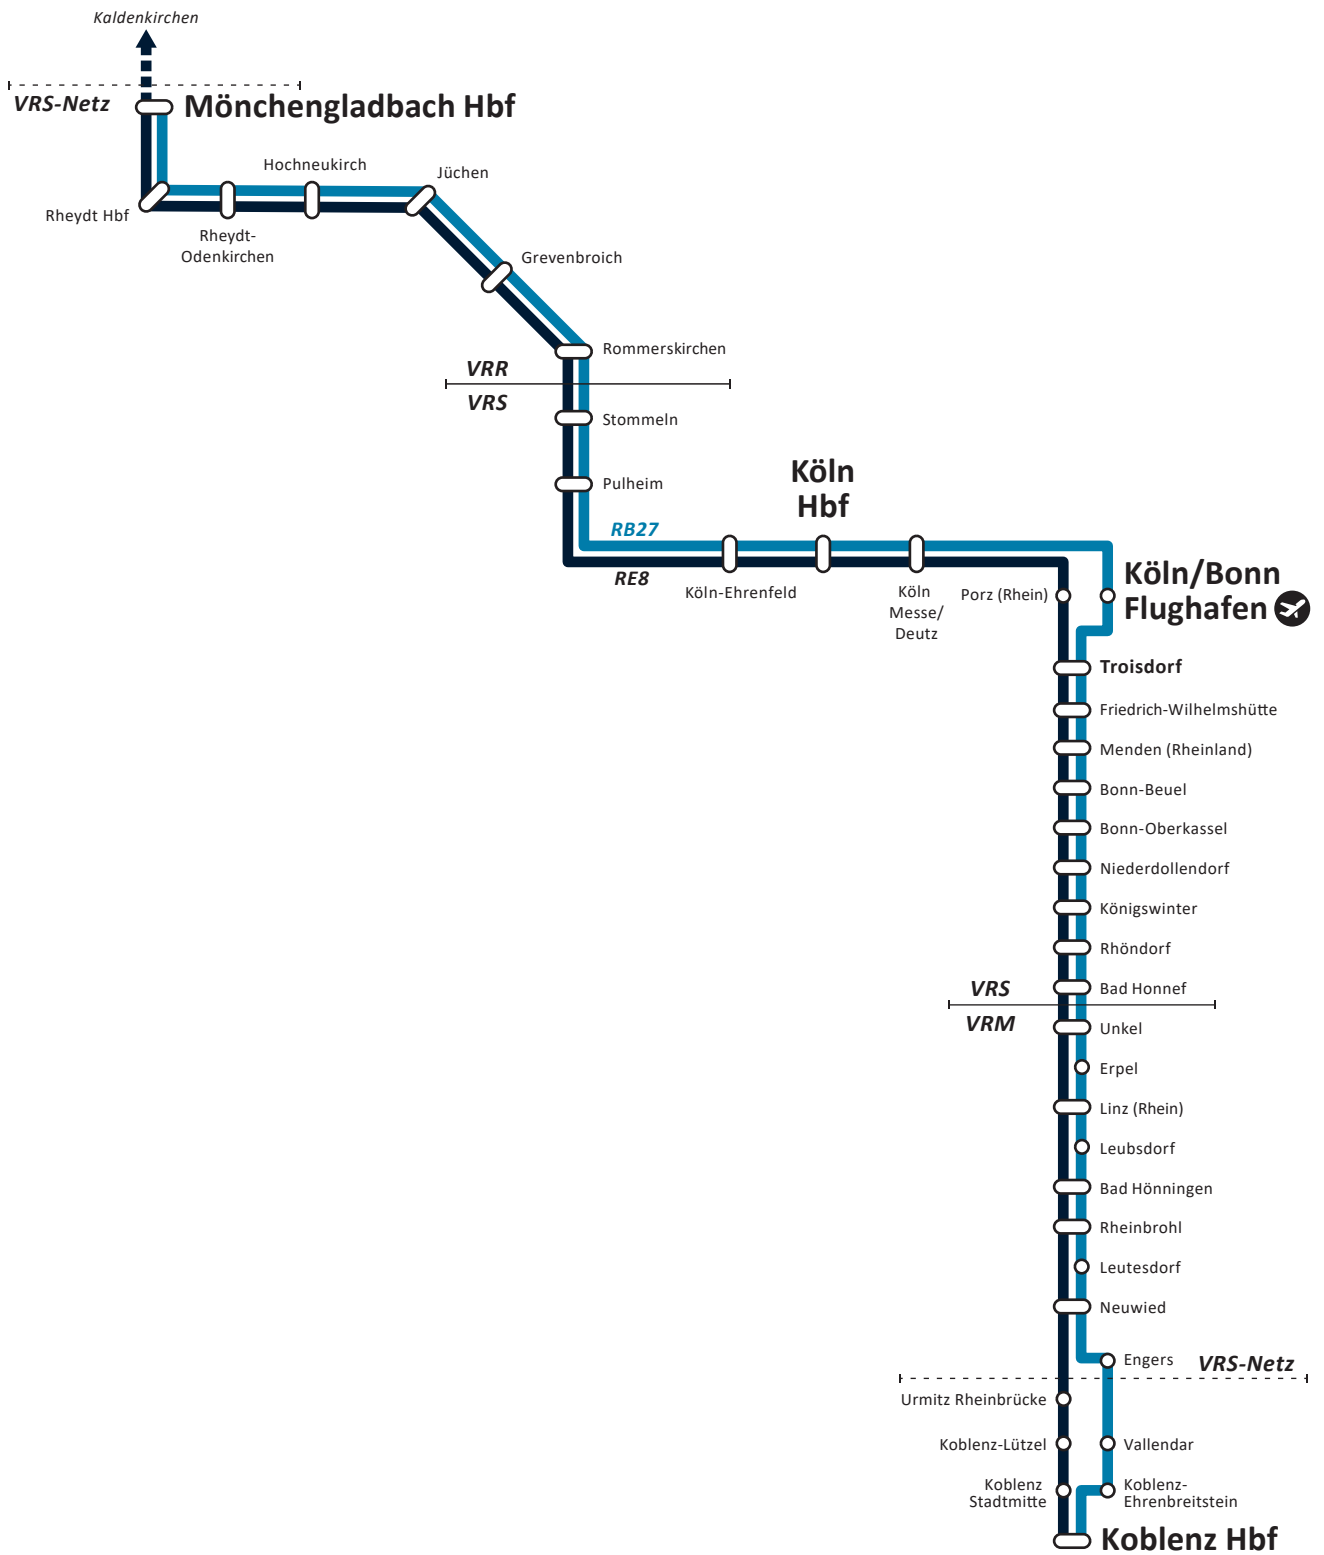 Kaldenkirchen
VRS-Netz
Mönchengladbach Hbf
Hochneukirch
Jüchen
Rheydt Hbf
Rheydt-
Odenkirchen
Grevenbroich
Rommerskirchen
VRR
VRS
Stommeln
Pulheim
Köln
Hbf
RB27
RE8
Köln-Ehrenfeld
Köln
Messe/
Deutz
Porz (Rhein)
Köln/Bonn
Flughafen
Troisdorf
Friedrich-Wilhelmshütte
Menden (Rheinland)
Bonn-Beuel
Bonn-Oberkassel
Niederdollendorf
Königswinter
Rhöndorf
Bad Honnef
VRS
VRM
Unkel
Erpel
Linz (Rhein)
Leubsdorf
Bad Hönningen
Rheinbrohl
Leutesdorf
Neuwied
Engers
VRS-Netz
Urmitz Rheinbrücke
Koblenz-Lützel
Vallendar
Koblenz
Stadtmitte
Koblenz-
Ehrenbreitstein
Koblenz Hbf